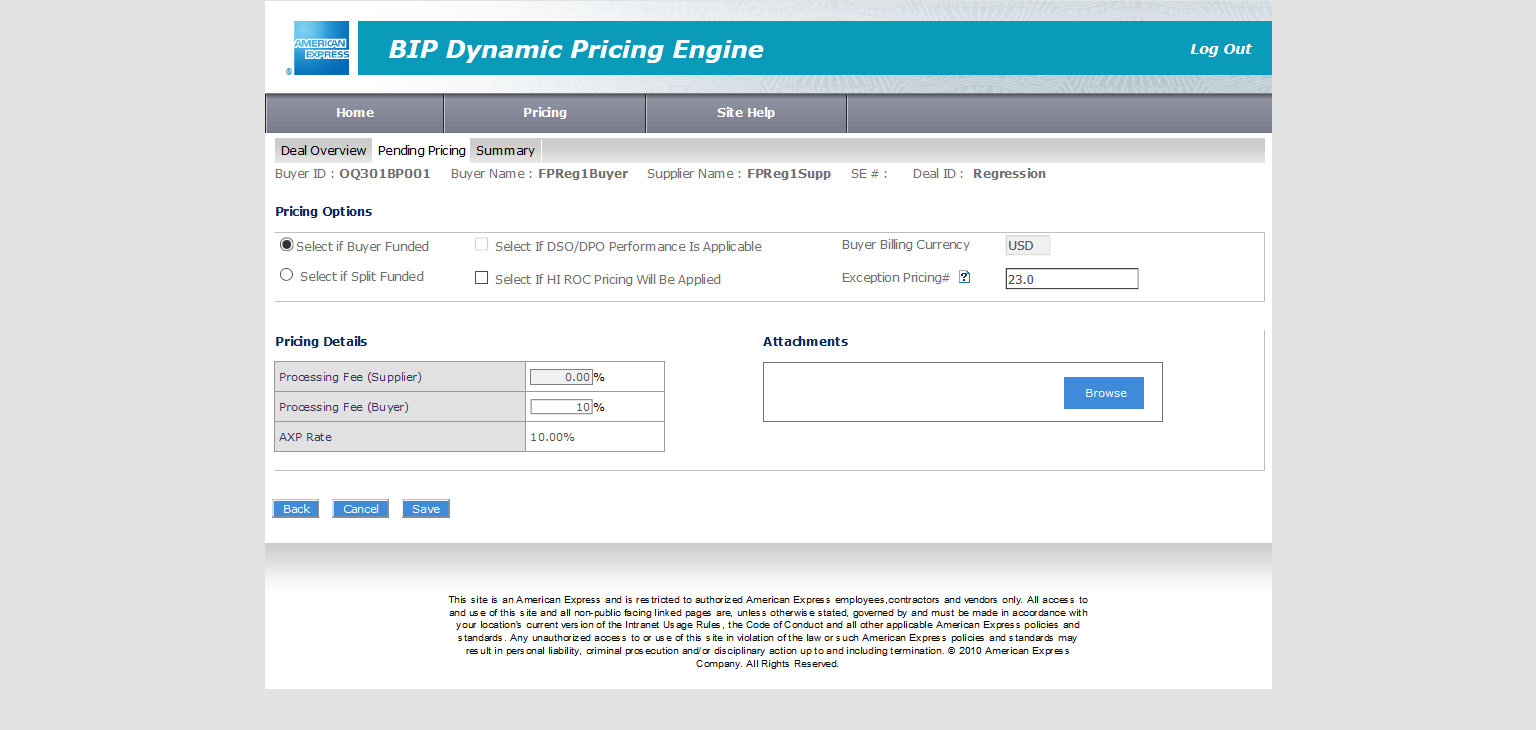 AMERICAN
EXPRESS
®
BIP Dynamic Pricing Engine
Log Out
Home Pricing Site Help
Deal Overview Pending Pricing Summary
Buyer ID : OQ301BP001 Buyer Name : FPReg1Buyer Supplier Name : FPReg1Supp SE # : Deal ID : Regression
Pricing Options
Select if Buyer Funded Select If DSO/DPO Performance Is Applicable Buyer Billing Currency USD
Select if Split Funded Select If HI ROC Pricing Will Be Applied Exception Pricing# ? 23.0
Pricing Details Attachments
Processing Fee (Supplier) 0.00%
Browse
Processing Fee (Buyer) 10%
AXP Rate 10.00%
Back Cancel Save
This site is an American Express and is restricted to authorized American Express employees,contractors and vendors only. All access to
and use of this site and all non-public facing linked pages are, unless otherwise stated, governed by and must be made in accordance with
your location's current version of the Intranet Usage Rules, the Code of Conduct and all other applicable American Express policies and
standards. Any unauthorized access to or use of this site in violation of the law or such American Express policies and standards may
result in personal liability, criminal prosecution and/or disciplinary action up to and including termination. © 2010 American Express
Company. All Rights Reserved.